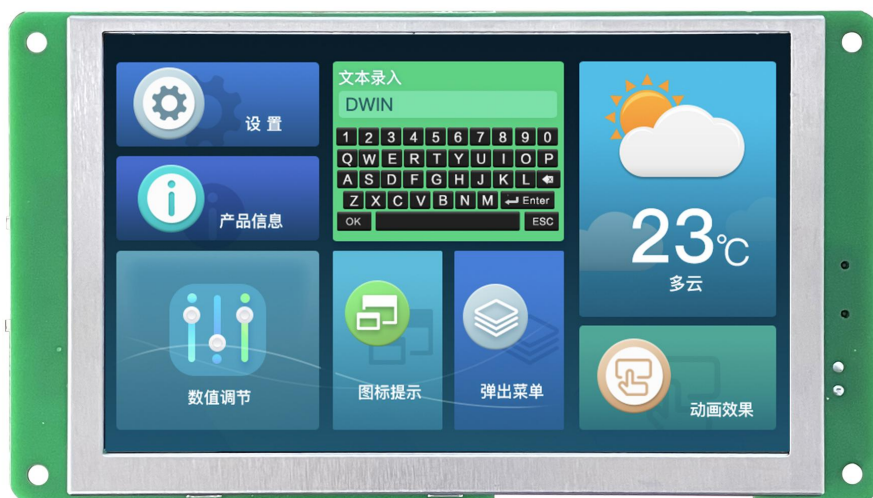 设置
产品信息
数值调节
文本录入
DWIN
1 2 3 4 5 6 7 8 9 0
Q W E R T Y U I O P
A S D F G H J K L
Z X C V B N M Enter
OK ESC
图标提示
弹出菜单
23℃
多云
动画效果